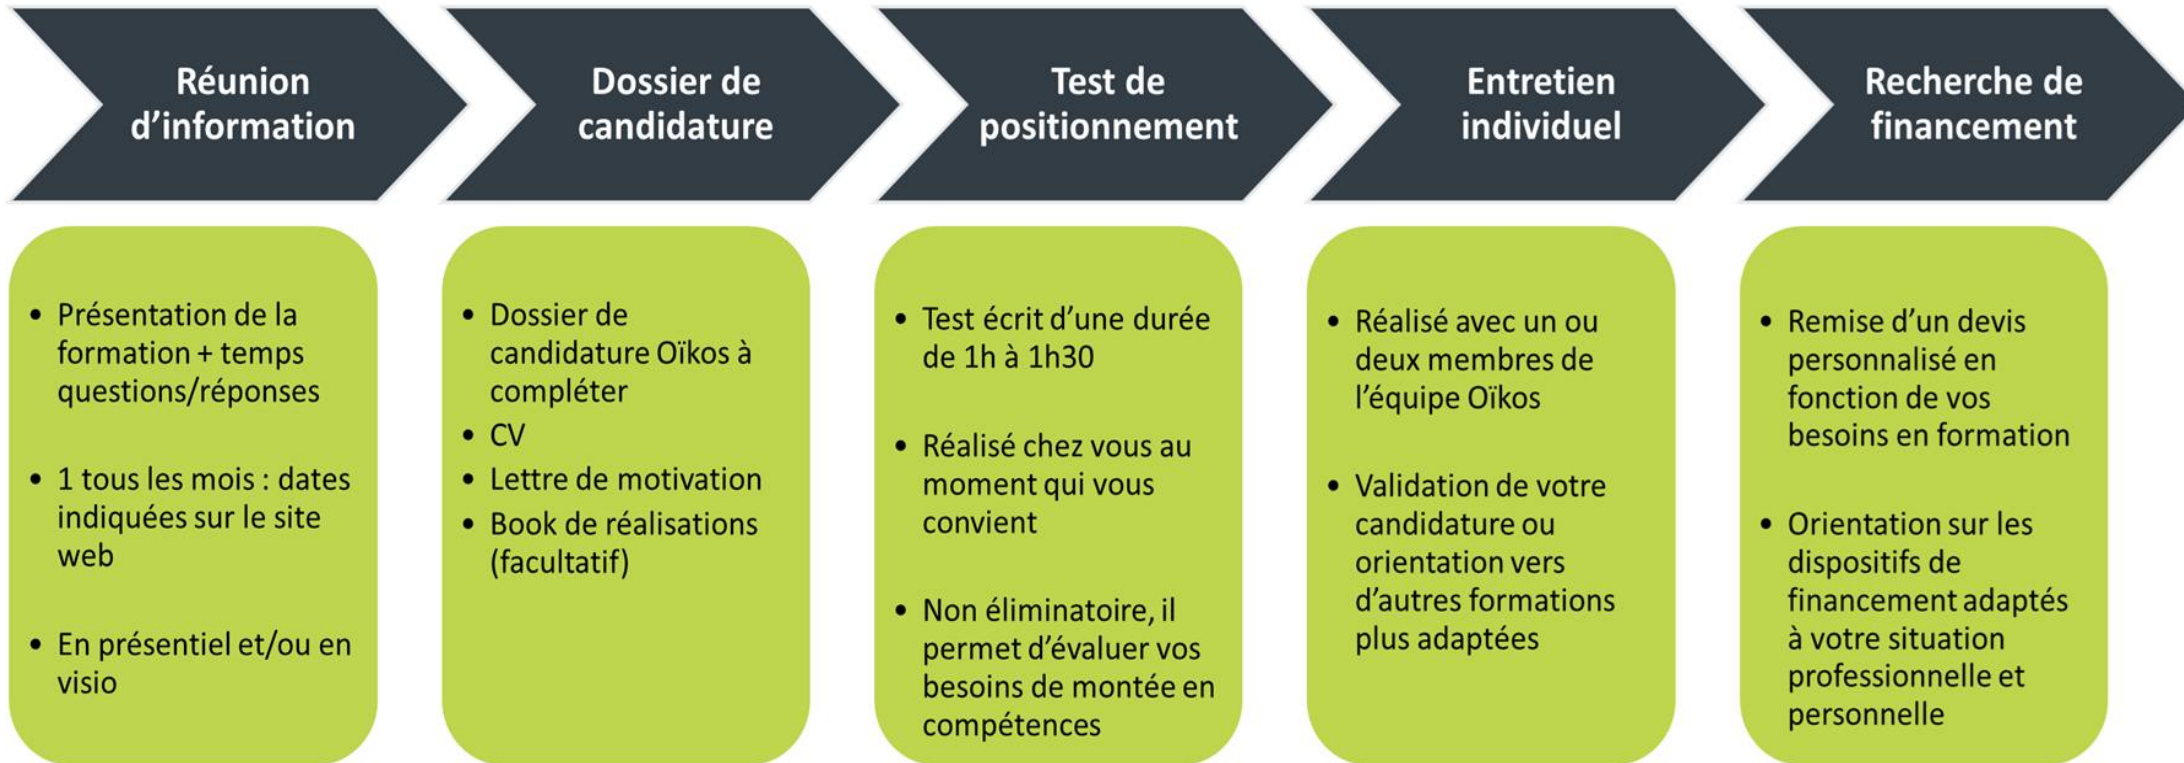 Réunion
d’information
Dossier de
candidature
Test de
positionnement
Entretien
individuel
Recherche de
financement
• Présentation de la
formation + temps
questions/réponses
• 1 tous les mois : dates
indiquées sur le site
web
• En présentiel et/ou en
visio
• Dossier de
candidature Oïkos à
compléter
• CV
• Lettre de motivation
• Book de réalisations
(facultatif)
• Test écrit d’une durée
de 1h à 1h30
• Réalisé chez vous au
moment qui vous
convient
• Non éliminatoire, il
permet d’évaluer vos
besoins de montée en
compétences
• Réalisé avec un ou
deux membres de
l’équipe Oïkos
• Validation de votre
candidature ou
orientation vers
d’autres formations
plus adaptées
• Remise d’un devis
personnalisé en
fonction de vos
besoins en formation
• Orientation sur les
dispositifs de
financement adaptés
à votre situation
professionnelle et
personnelle